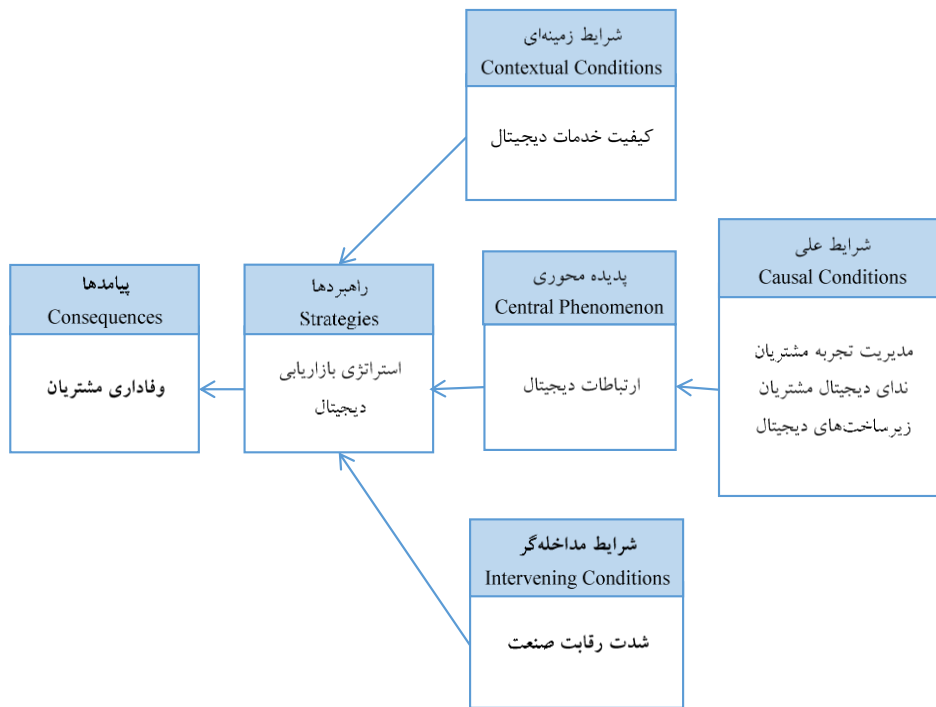 شرایط زمینه‌ای
Contextual Conditions
کیفیت خدمات دیجیتال
شرایط علی
Causal Conditions
مدیریت تجربه مشتریان
ندای دیجیتال مشتریان
زیرساخت‌های دیجیتال
پدیده محوری
Central Phenomenon
ارتباطات دیجیتال
راهبردها
Strategies
استراتژی بازاریابی
دیجیتال
پیامدها
Consequences
وفاداری مشتریان
شرایط مداخله‌گر
Intervening Conditions
شدت رقابت صنعت